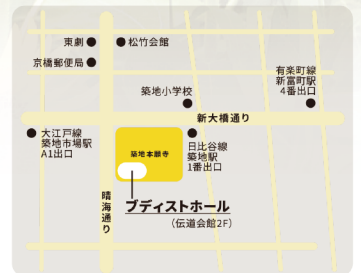 東劇
松竹会館
京橋郵便局
有楽町線
新富町駅
4番出口
築地小学校
新大橋通り
大江戸線
築地市場駅
A1出口
築地本願寺
日比谷線
築地駅
1番出口
晴海通り
ブディストホール
（伝道会館2F）